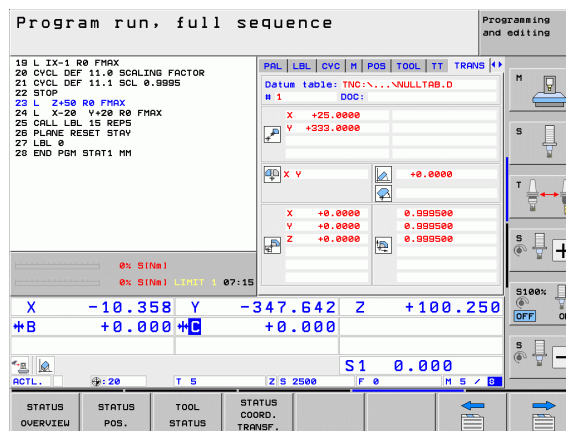 Program run, full sequence
Programming and editing
19 L IX-1 R0 FMAX
20 CYCL DEF 11.0 SCALING FACTOR
21 CYCL DEF 11.1 SCL 0.9995
22 STOP
23 L Z+50 R0 FMAX
24 L X-20 Y+20 R0 FMAX
25 CALL LBL 15 REP5
26 PLANE RESET STAY
27 LBL 0
28 END PGM STAT1 MM
PAL LBL CYC M POS TOOL TT TRANS
Datum table: TNC:\...\NULLTAB.D
# 1 DOC:
X +25.0000
Y +333.0000
X Y +0.0000
X +0.0000 0.999500
Y +0.0000 0.999500
Z +0.0000 0.999500
0% S[Nm]
0% S[Nm] LIMIT 1 07:15
X -10.358 Y -347.642 Z +100.250
B +0.000 C +0.000
S1 0.000
ACTL. : 20 T 5 Z S 2500 F 0 M 5 / 8
STATUS OVERVIEW
STATUS POS.
TOOL STATUS
STATUS COORD. TRANSF.
M
S
T
S
S100%
OFF
S